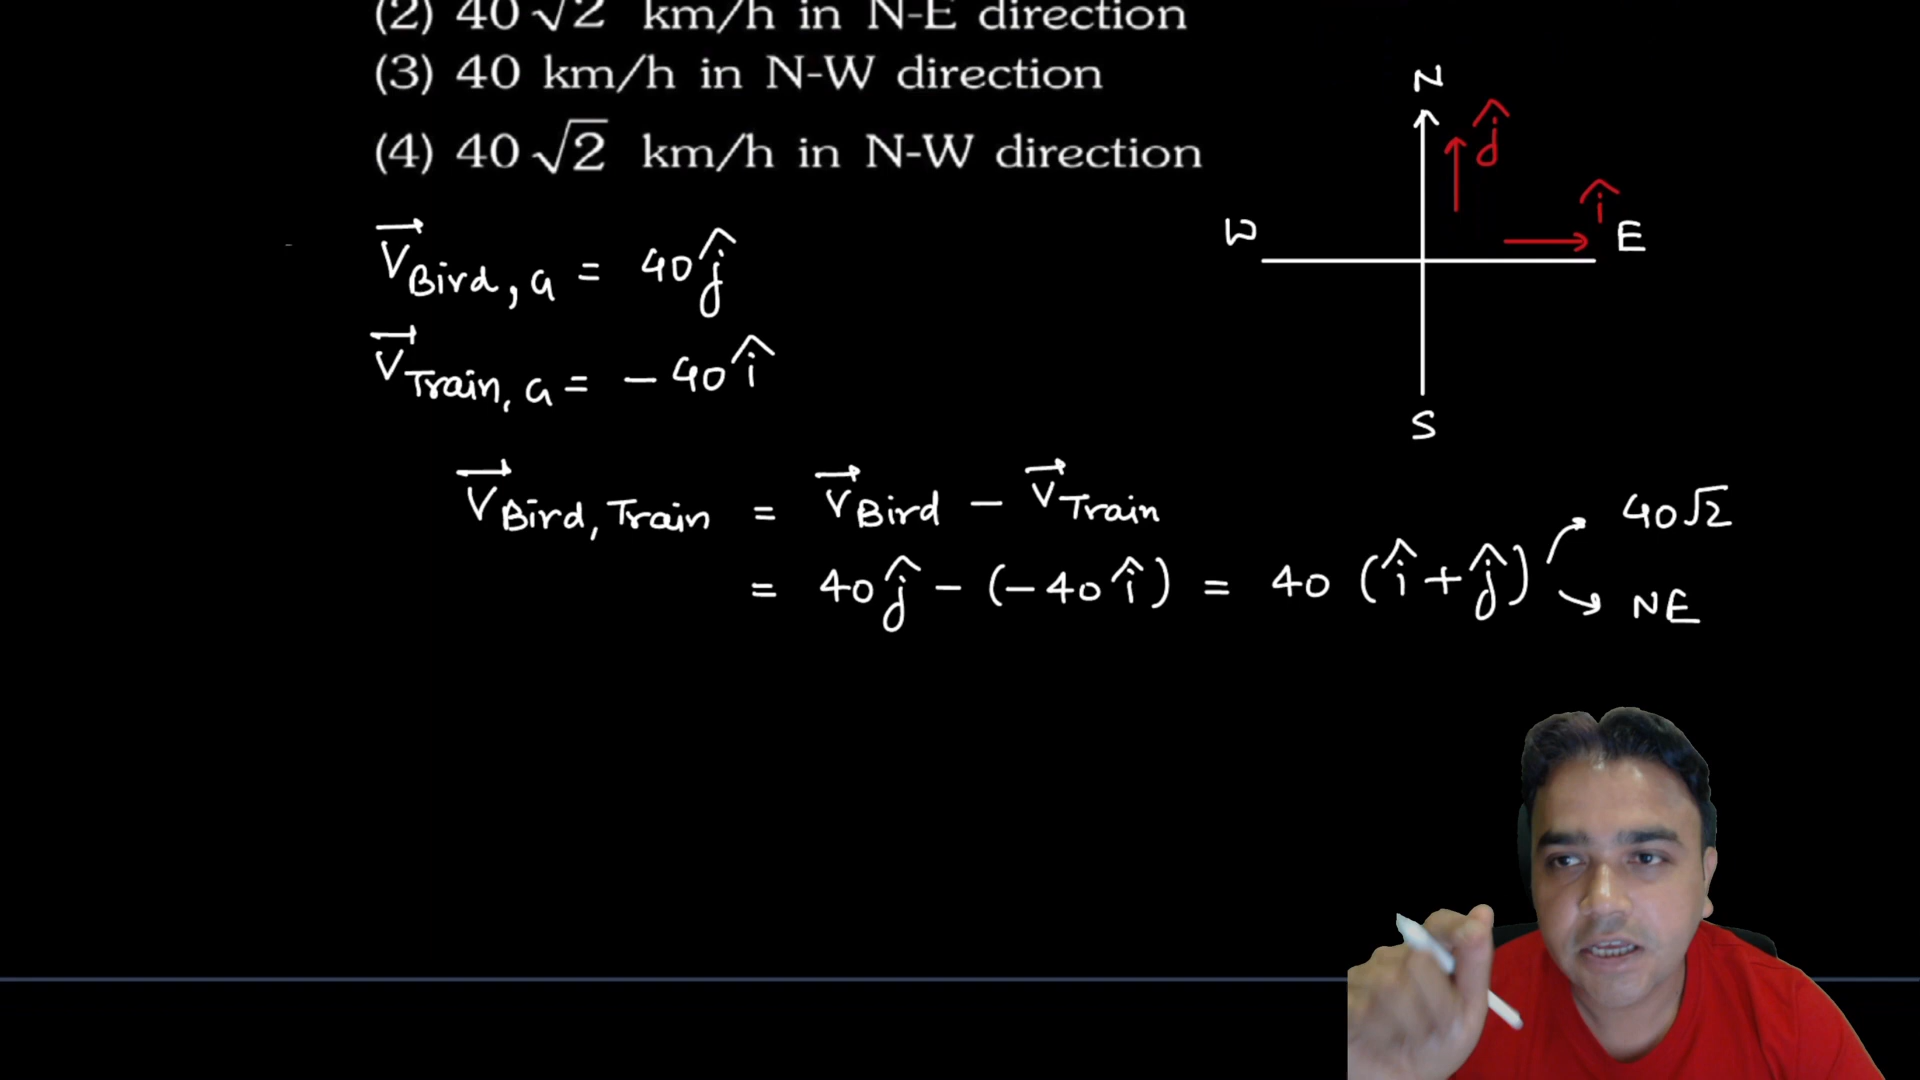 (2) 40√2 km/h in N-E direction
(3) 40 km/h in N-W direction
(4) 40√2 km/h in N-W direction
N
ĵ
î
W
E
S
V⃗Bird, G = 40ĵ
V⃗Train, G = −40î
V⃗Bird, Train = V⃗Bird − V⃗Train
= 40ĵ − (−40î) = 40 (î+ĵ)
40√2
NE